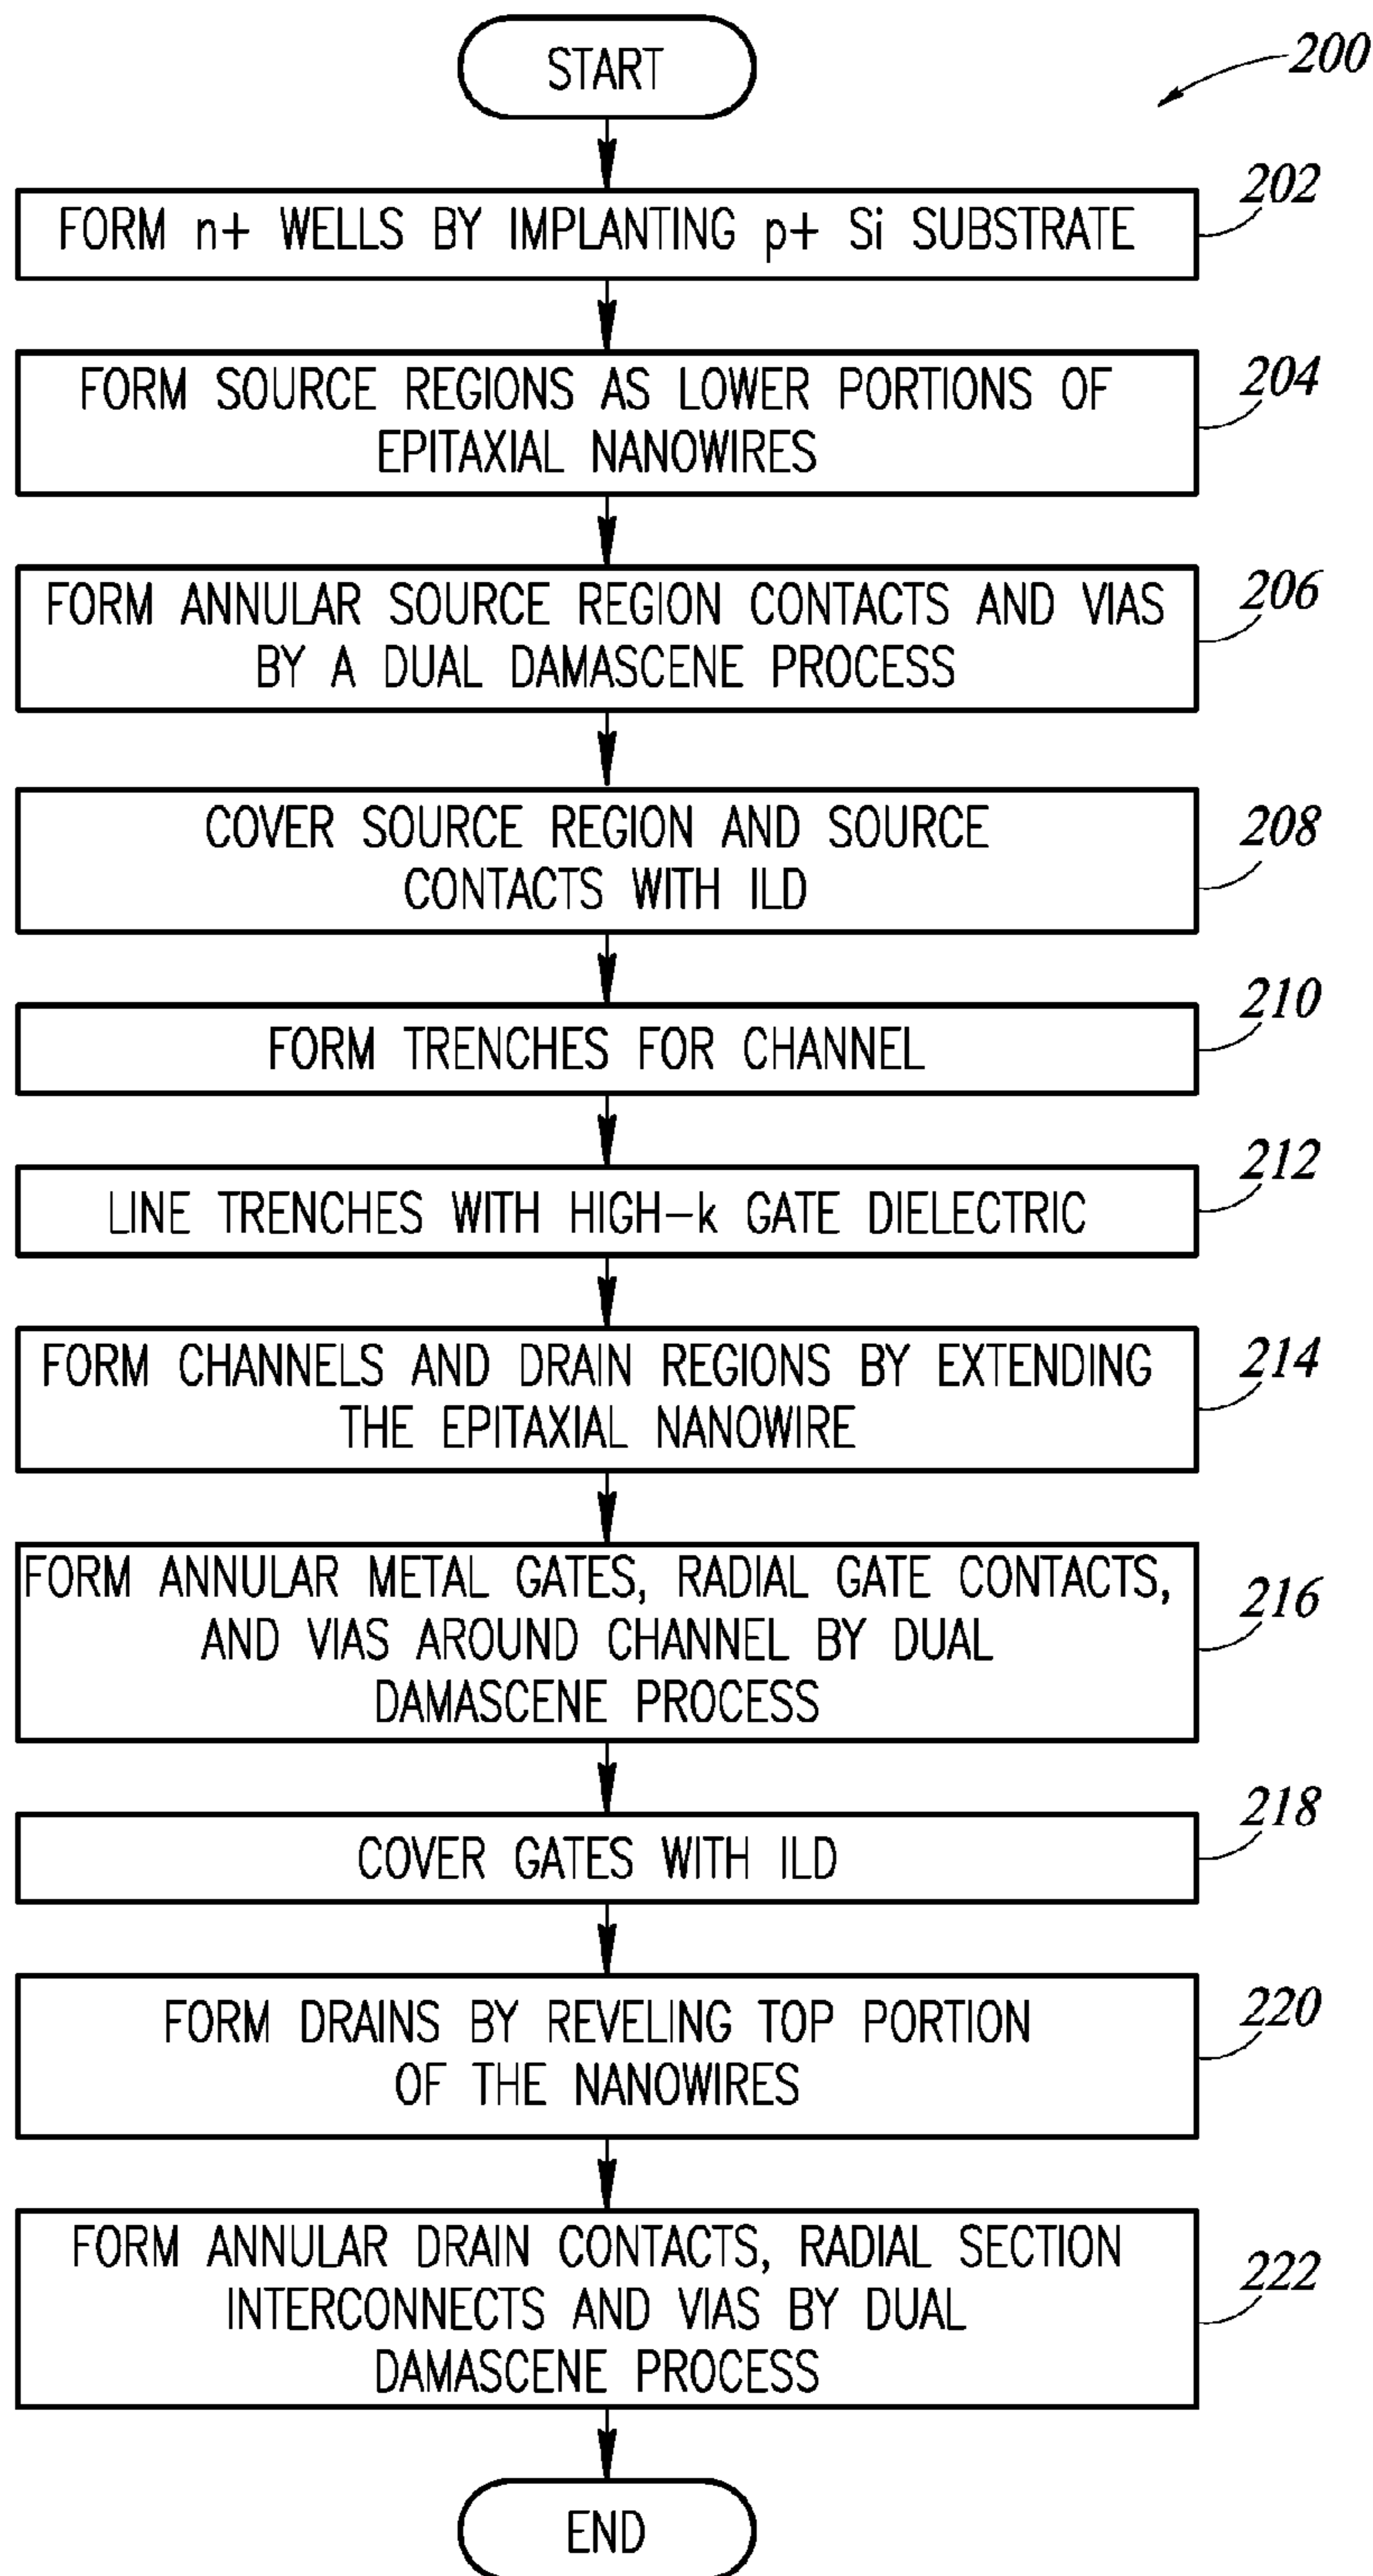 START
200
202
FORM n+ WELLS BY IMPLANTING p+ Si SUBSTRATE
204
FORM SOURCE REGIONS AS LOWER PORTIONS OF
EPITAXIAL NANOWIRES
206
FORM ANNULAR SOURCE REGION CONTACTS AND VIAS
BY A DUAL DAMASCENE PROCESS
208
COVER SOURCE REGION AND SOURCE
CONTACTS WITH ILD
210
FORM TRENCHES FOR CHANNEL
212
LINE TRENCHES WITH HIGH-k GATE DIELECTRIC
214
FORM CHANNELS AND DRAIN REGIONS BY EXTENDING
THE EPITAXIAL NANOWIRE
216
FORM ANNULAR METAL GATES, RADIAL GATE CONTACTS,
AND VIAS AROUND CHANNEL BY DUAL
DAMASCENE PROCESS
218
COVER GATES WITH ILD
220
FORM DRAINS BY REVELING TOP PORTION
OF THE NANOWIRES
222
FORM ANNULAR DRAIN CONTACTS, RADIAL SECTION
INTERCONNECTS AND VIAS BY DUAL
DAMASCENE PROCESS
END